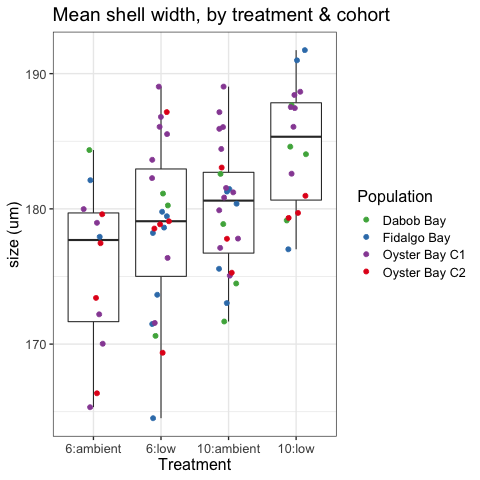 Mean shell width, by treatment & cohort
size (um)
190
180
170
6:ambient 6:low 10:ambient 10:low
Treatment
Population
Dabob Bay
Fidalgo Bay
Oyster Bay C1
Oyster Bay C2